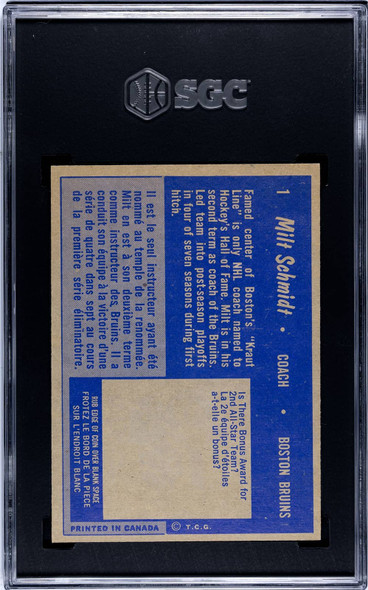 SGC
1 Milt Schmidt • COACH • BOSTON BRUINS
Famed center of Boston's "Kraut
Line" is only NHL coach named to
Hockey's Hall of Fame. Milt is in his
second term as coach of the Bruins.
Led team into post-season playoffs
in four of seven seasons during first
hitch.
Il est le seul instructeur ayant été
nommé au temple de la renommée.
Milt en est à son deuxième terme
comme instructeur des Bruins. Il a
conduit son équipe à la victoire d'une
série de quatre dans sept au cours
de la première série éliminatoire.
Is There Bonus Award for
2nd All-Star Team?
La 2e équipe d'étoiles
a-t-elle un bonus?
RUB EDGE OF COIN OVER BLANK SPACE
FROTEZ LE BORD DE LA PIECE
SUR L'ENDROIT BLANC
PRINTED IN CANADA
© T.C.G.